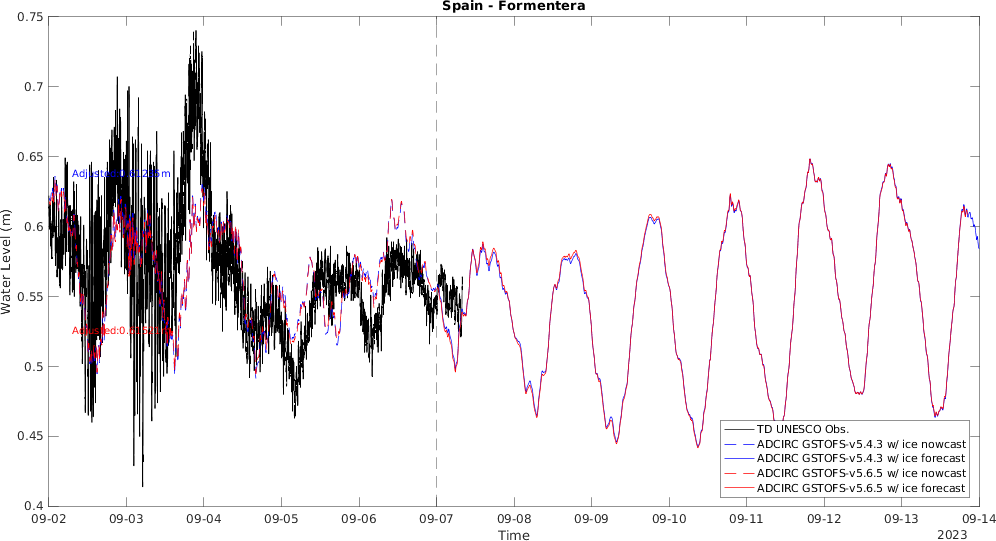 Spain - Formentera
0.75
0.7
0.65
0.6
0.55
0.5
0.45
0.4
Water Level (m)
09-02 09-03 09-04 09-05 09-06 09-07 09-08 09-09 09-10 09-11 09-12 09-13 09-14
Time
2023
TD UNESCO Obs.
ADCIRC GSTOFS-v5.4.3 w/ ice nowcast
ADCIRC GSTOFS-v5.4.3 w/ ice forecast
ADCIRC GSTOFS-v5.6.5 w/ ice nowcast
ADCIRC GSTOFS-v5.6.5 w/ ice forecast